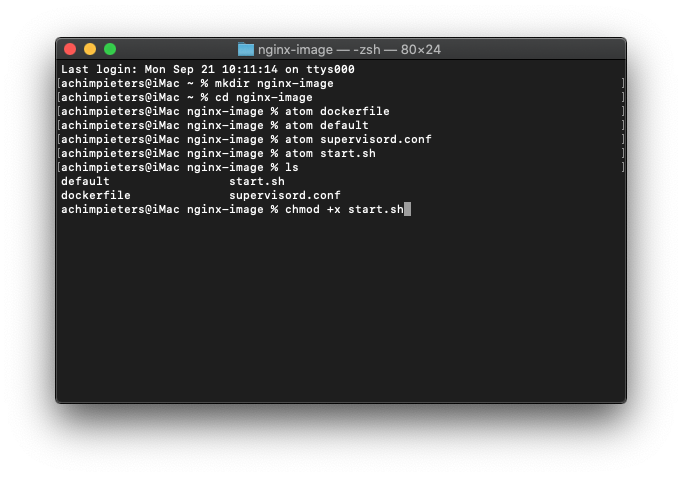 nginx-image — -zsh — 80×24
Last login: Mon Sep 21 10:11:14 on ttys000
[achimpieters@iMac ~ % mkdir nginx-image ]
[achimpieters@iMac ~ % cd nginx-image ]
[achimpieters@iMac nginx-image % atom dockerfile ]
[achimpieters@iMac nginx-image % atom default ]
[achimpieters@iMac nginx-image % atom supervisord.conf ]
[achimpieters@iMac nginx-image % atom start.sh ]
[achimpieters@iMac nginx-image % ls ]
default start.sh
dockerfile supervisord.conf
achimpieters@iMac nginx-image % chmod +x start.sh